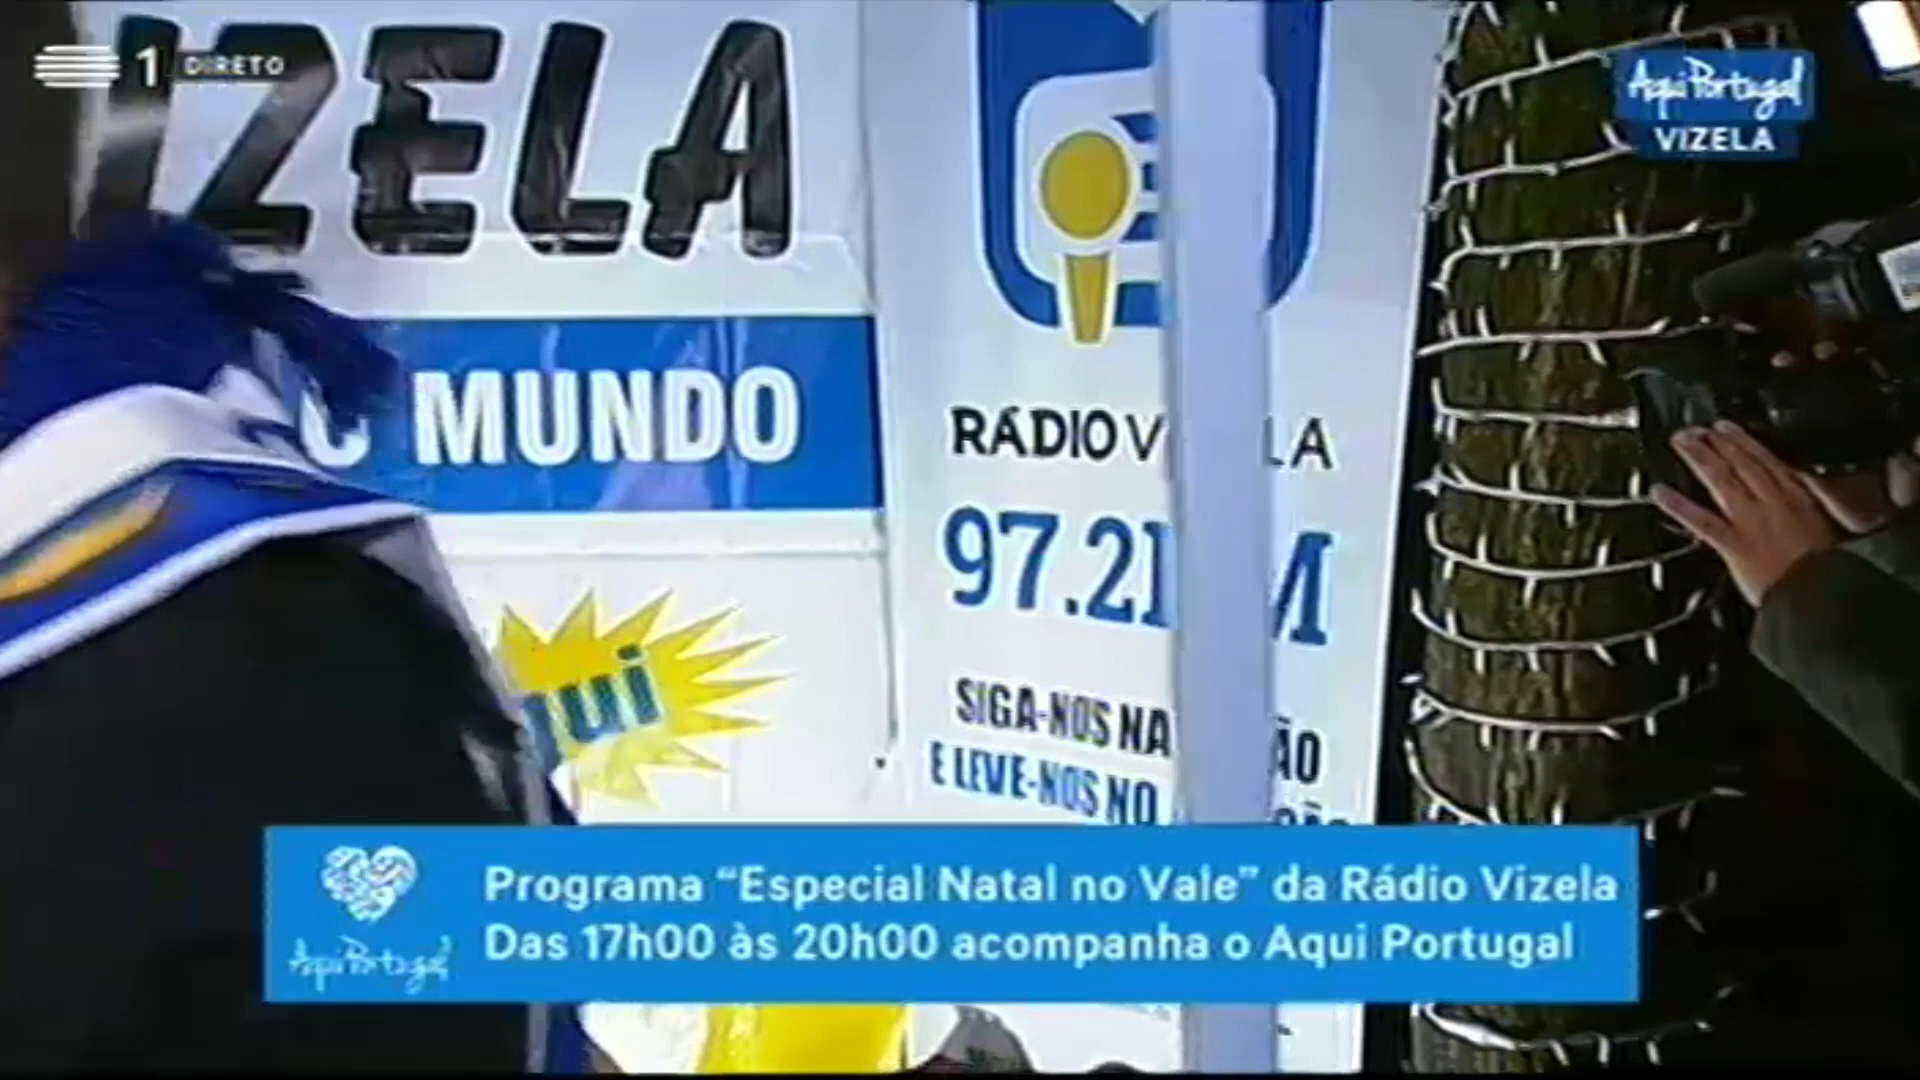 1 DIRETO
Aqui Portugal
VIZELA
IZELA
O MUNDO
RÁDIO V LA
97.2 M
SIGA-NOS NA ÃO
E LEVE-NOS NO
Programa “Especial Natal no Vale” da Rádio Vizela
Das 17h00 às 20h00 acompanha o Aqui Portugal
Aqui Portugal